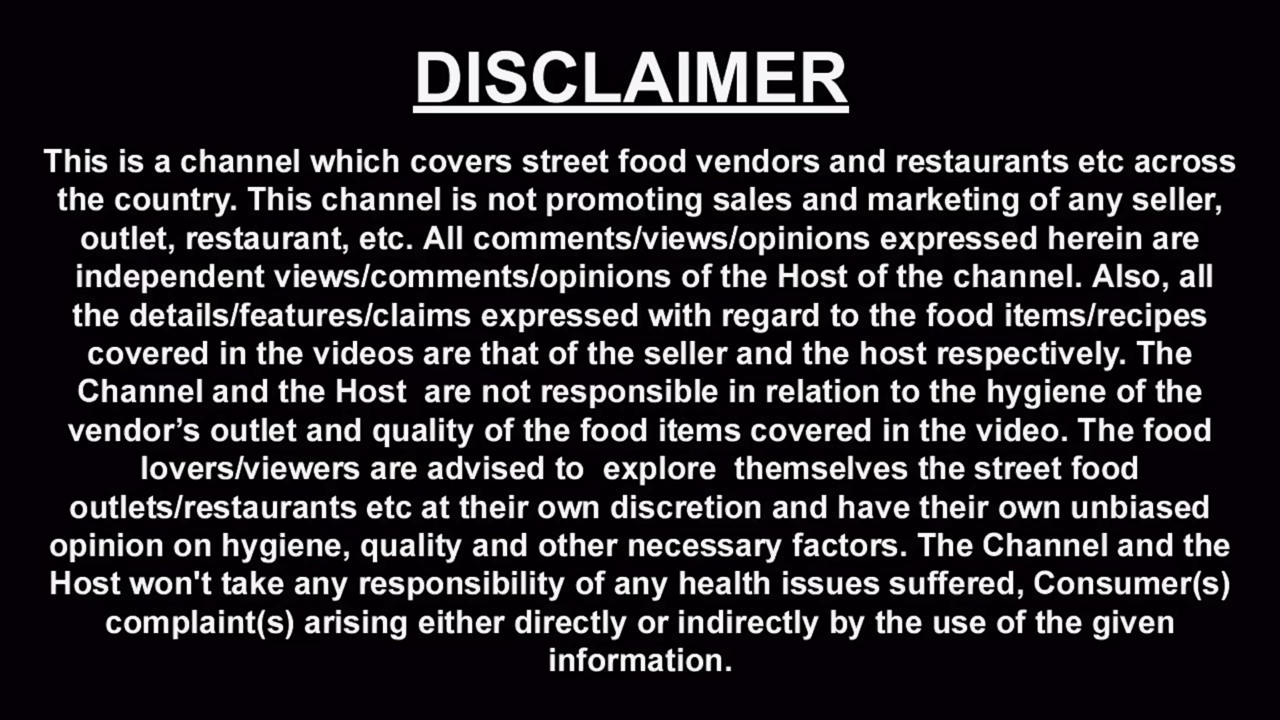 DISCLAIMER
This is a channel which covers street food vendors and restaurants etc across
the country. This channel is not promoting sales and marketing of any seller,
outlet, restaurant, etc. All comments/views/opinions expressed herein are
independent views/comments/opinions of the Host of the channel. Also, all
the details/features/claims expressed with regard to the food items/recipes
covered in the videos are that of the seller and the host respectively. The
Channel and the Host  are not responsible in relation to the hygiene of the
vendor’s outlet and quality of the food items covered in the video. The food
lovers/viewers are advised to  explore  themselves the street food
outlets/restaurants etc at their own discretion and have their own unbiased
opinion on hygiene, quality and other necessary factors. The Channel and the
Host won't take any responsibility of any health issues suffered, Consumer(s)
complaint(s) arising either directly or indirectly by the use of the given
information.